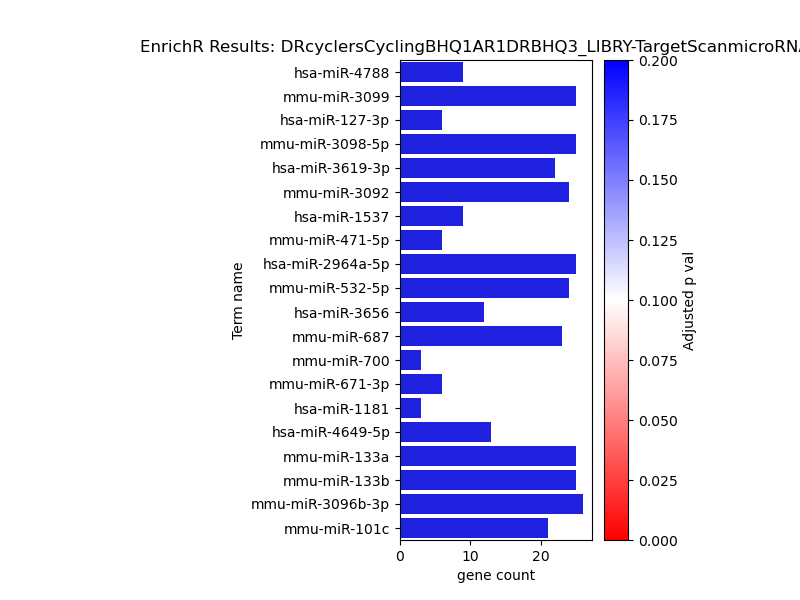 EnrichR Results: DRcyclersCyclingBHQ1AR1DRBHQ3_LIBRY-TargetScanmicroRNA
hsa-miR-4788
mmu-miR-3099
hsa-miR-127-3p
mmu-miR-3098-5p
hsa-miR-3619-3p
mmu-miR-3092
hsa-miR-1537
mmu-miR-471-5p
hsa-miR-2964a-5p
mmu-miR-532-5p
hsa-miR-3656
mmu-miR-687
mmu-miR-700
mmu-miR-671-3p
hsa-miR-1181
hsa-miR-4649-5p
mmu-miR-133a
mmu-miR-133b
mmu-miR-3096b-3p
mmu-miR-101c
Term name
0 10 20
gene count
0.200
0.175
0.150
0.125
0.100
0.075
0.050
0.025
0.000
Adjusted p val